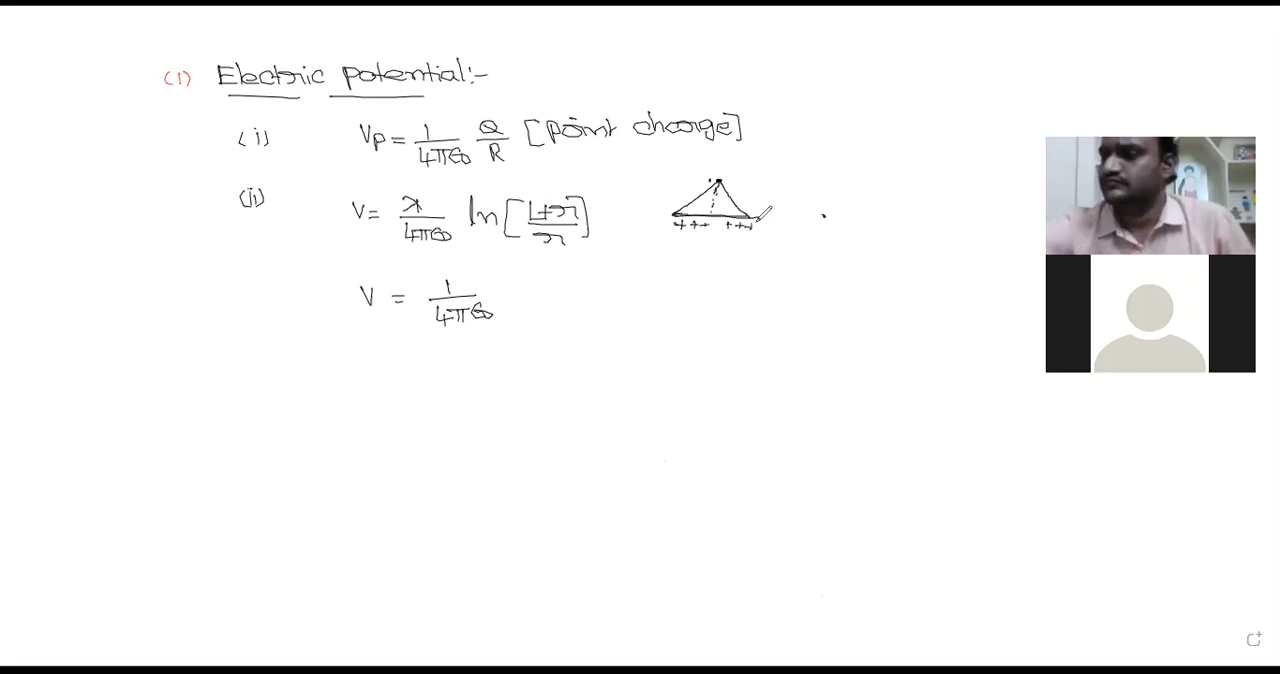 (1) Electric potential:-
(i) Vp = 1/4πϵ0 Q/R [point charge]
(ii) V = λ/4πϵ0 ln [L+r/r]
+++ +++
V = 1/4πϵ0